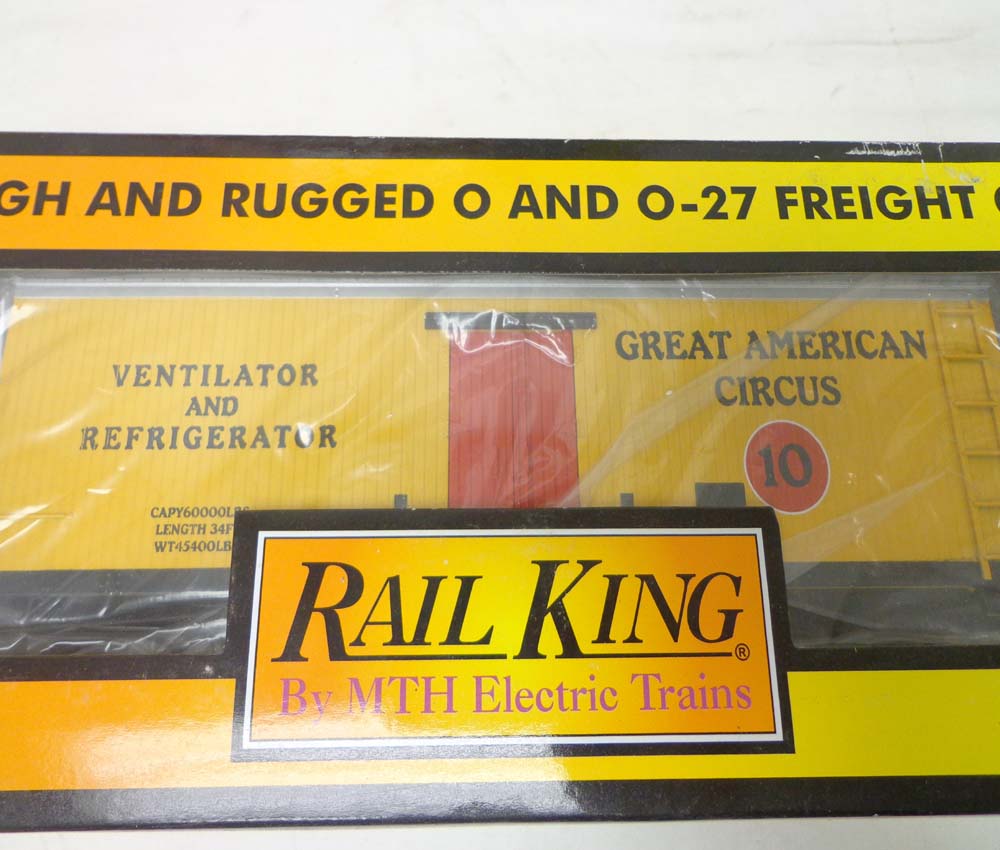 GH AND RUGGED O AND O-27 FREIGHT
VENTILATOR
AND
REFRIGERATOR
GREAT AMERICAN
CIRCUS
10
CAPY60000LBS
LENGTH 34F
WT45400LB
RAIL KING®
By MTH Electric Trains